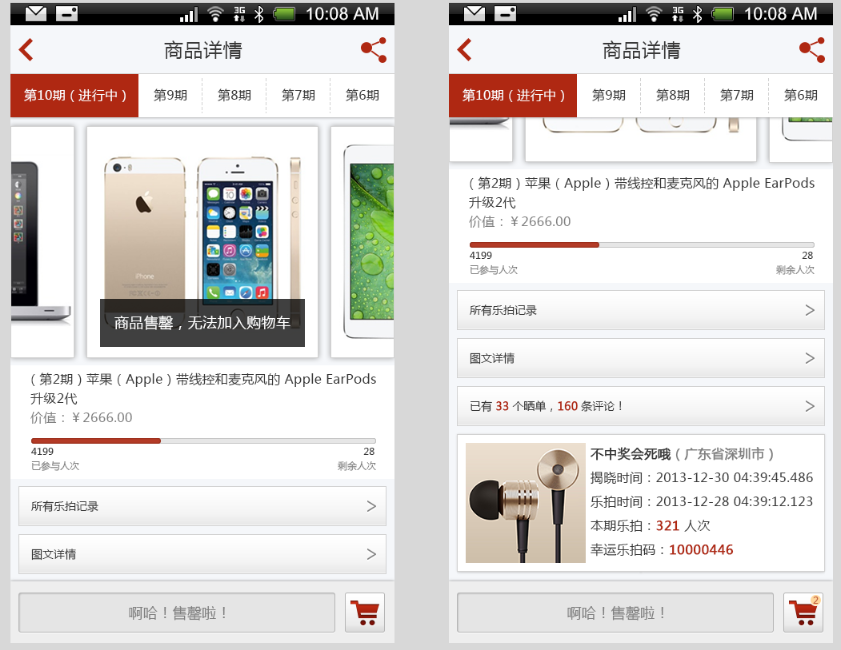 3G
10:08 AM
商品详情
第10期（进行中）
第9期
第8期
第7期
第6期
iPhone
商品售罄，无法加入购物车
（第2期）苹果（Apple）带线控和麦克风的 Apple EarPods
升级2代
价值：￥2666.00
4199
28
已参与人次
剩余人次
所有乐拍记录
图文详情
啊哈！售罄啦！
3G
10:08 AM
商品详情
第10期（进行中）
第9期
第8期
第7期
第6期
（第2期）苹果（Apple）带线控和麦克风的 Apple EarPods
升级2代
价值：￥2666.00
4199
28
已参与人次
剩余人次
所有乐拍记录
图文详情
已有 33 个晒单，160 条评论！
不中奖会死哦（广东省深圳市）
揭晓时间：2013-12-30 04:39:45.486
乐拍时间：2013-12-28 04:39:12.123
本期乐拍：321 人次
幸运乐拍码：10000446
啊哈！售罄啦！
2